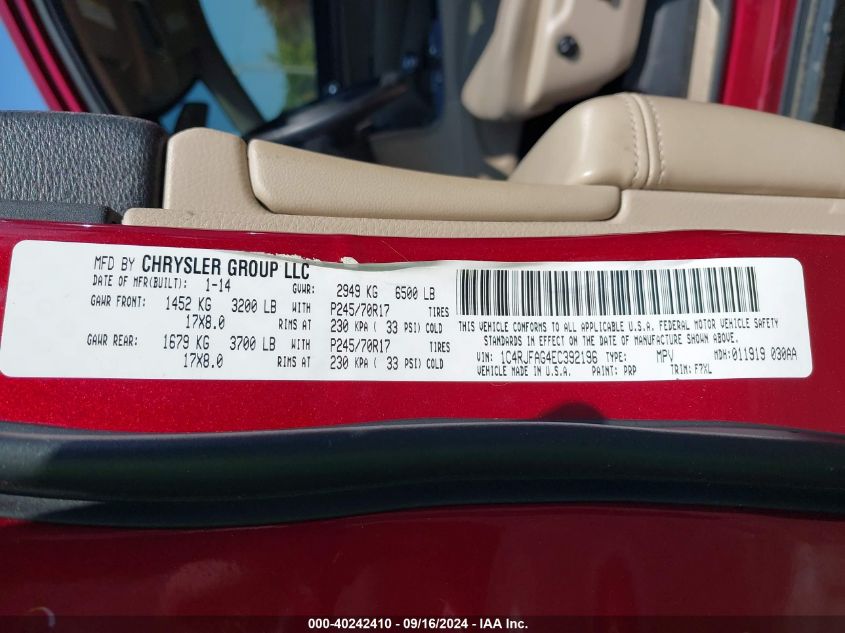 MFD BY CHRYSLER GROUP LLC
DATE OF MFR(BUILT): 1-14 GVWR: 2949 KG 6500 LB
GAWR FRONT: 1452 KG 3200 LB WITH P245/70R17 TIRES
17X8.0 RIMS AT 230 KPA ( 33 PSI) COLD
GAWR REAR: 1679 KG 3700 LB WITH P245/70R17 TIRES
17X8.0 RIMS AT 230 KPA ( 33 PSI) COLD
THIS VEHICLE CONFORMS TO ALL APPLICABLE U.S.A. FEDERAL MOTOR VEHICLE SAFETY
STANDARDS IN EFFECT ON THE DATE OF MANUFACTURE SHOWN ABOVE
VIN: 1C4RJFAG4EC392196 TYPE: MPV MDH:011919 030AA
VEHICLE MADE IN U.S.A. PAINT: PRP TRIM: F7XL
000-40242410 - 09/16/2024 - IAA Inc.